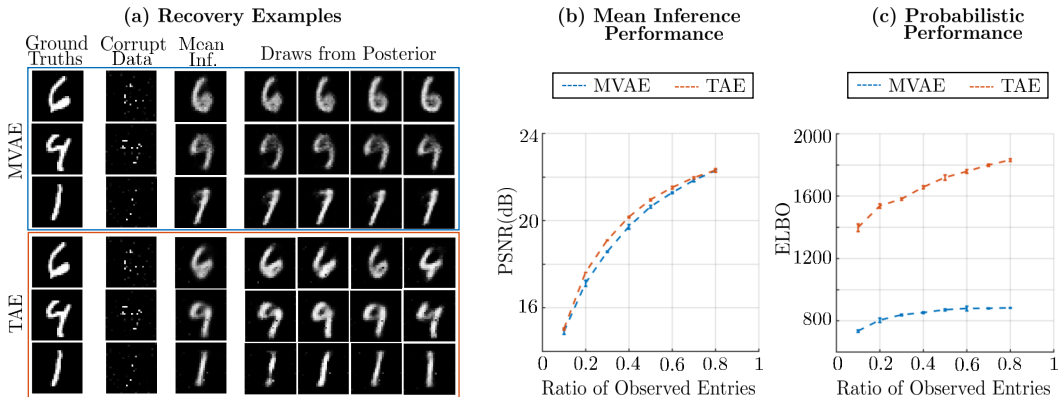 (a) Recovery Examples
Ground Truths
Corrupt Data
Mean Inf.
Draws from Posterior
MVAE
TAE
(b) Mean Inference
Performance
MVAE TAE
24
20
16
PSNR(dB)
0 0.2 0.4 0.6 0.8 1
Ratio of Observed Entries
(c) Probabilistic
Performance
MVAE TAE
2000
1600
1200
800
ELBO
0 0.2 0.4 0.6 0.8 1
Ratio of Observed Entries